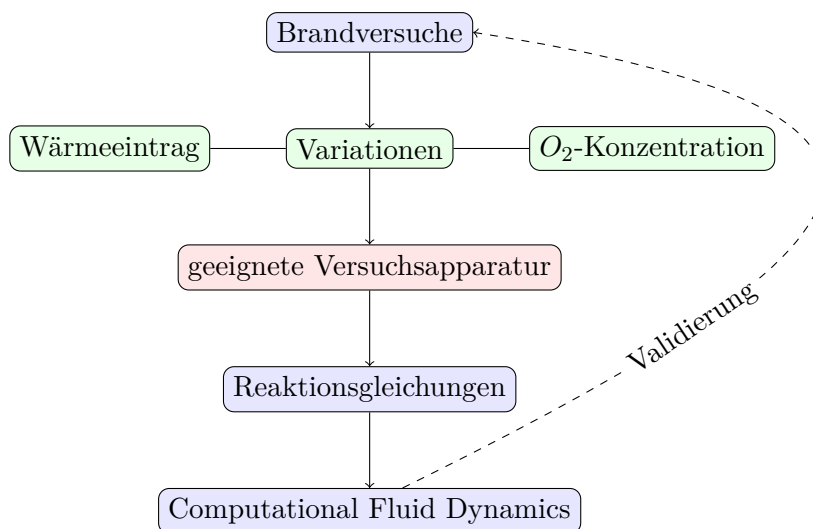 Brandversuche
Wärmeeintrag
Variationen
O₂-Konzentration
geeignete Versuchsapparatur
Validierung
Reaktionsgleichungen
Computational Fluid Dynamics